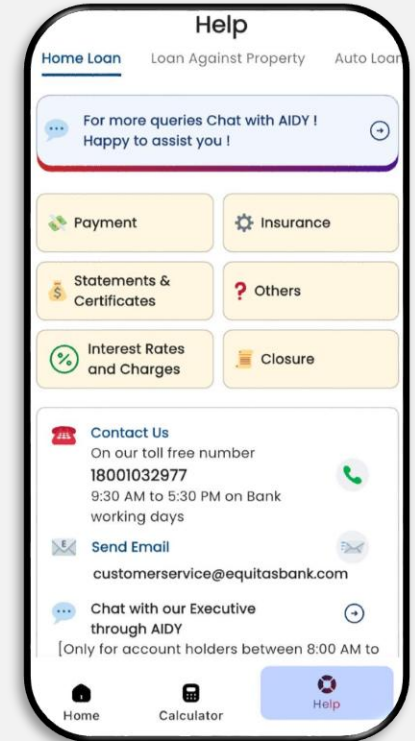 Help
Home Loan Loan Against Property Auto Loan
For more queries Chat with AIDY !
Happy to assist you !
Payment
Insurance
Statements &
Certificates
Others
Interest Rates
and Charges
Closure
Contact Us
On our toll free number
18001032977
9:30 AM to 5:30 PM on Bank
working days
Send Email
customerservice@equitasbank.com
Chat with our Executive
through AIDY
[Only for account holders between 8:00 AM to
Home Calculator Help